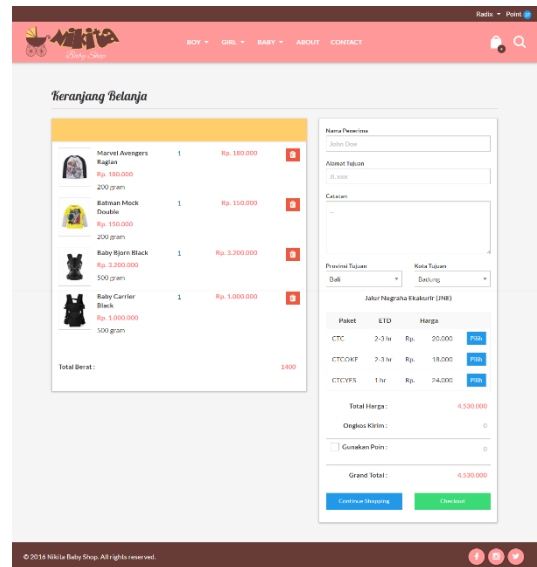 Radix Point
Nikita
Baby Shop
BOY GIRL BABY ABOUT CONTACT
0
Keranjang Belanja
Marvel Avengers Raglan 1 Rp. 180.000
Rp. 180.000
200 gram
Batman Mock Double 1 Rp. 150.000
Rp. 150.000
200 gram
Baby Bjorn Black 1 Rp. 3.200.000
Rp. 3.200.000
500 gram
Baby Carrier Black 1 Rp. 1.000.000
Rp. 1.000.000
500 gram
Total Berat : 1400
Nama Penerima
John Doe
Alamat Tujuan
Jl. xxx
Catatan
...
Provinsi Tujuan Kota Tujuan
Bali Badung
Jalur Nugraha Ekakurir (JNE)
Paket ETD Harga
CTC 2-3 hr Rp. 20.000 Pilih
CTCOKE 2-3 hr Rp. 18.000 Pilih
CTCYES 1 hr Rp. 24.000 Pilih
Total Harga : 4.530.000
Ongkos Kirim : 0
Gunakan Poin : 0
Grand Total : 4.530.000
Continue Shopping Checkout
© 2016 Nikita Baby Shop. All rights reserved.